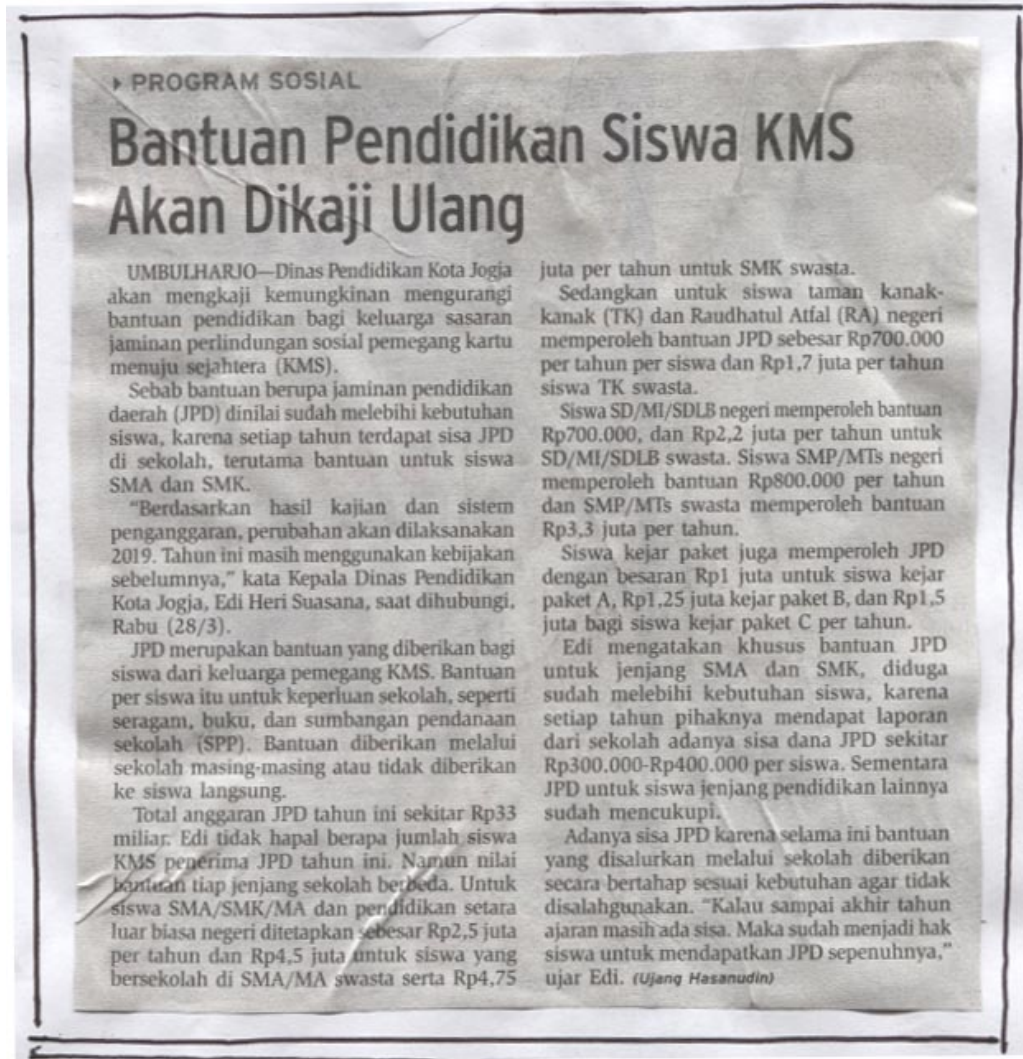 PROGRAM SOSIAL
Bantuan Pendidikan Siswa KMS
Akan Dikaji Ulang
UMBULHARJO—Dinas Pendidikan Kota Jogja
akan mengkaji kemungkinan mengurangi
bantuan pendidikan bagi keluarga sasaran
jaminan perlindungan sosial pemegang kartu
menuju sejahtera (KMS).
Sebab bantuan berupa jaminan pendidikan
daerah (JPD) dinilai sudah melebihi kebutuhan
siswa, karena setiap tahun terdapat sisa JPD
di sekolah, terutama bantuan untuk siswa
SMA dan SMK.
"Berdasarkan hasil kajian dan sistem
penganggaran, perubahan akan dilaksanakan
2019. Tahun ini masih menggunakan kebijakan
sebelumnya," kata Kepala Dinas Pendidikan
Kota Jogja, Edi Heri Suasana, saat dihubungi,
Rabu (28/3).
JPD merupakan bantuan yang diberikan bagi
siswa dari keluarga pemegang KMS. Bantuan
per siswa itu untuk keperluan sekolah, seperti
seragam, buku, dan sumbangan pendanaan
sekolah (SPP). Bantuan diberikan melalui
sekolah masing-masing atau tidak diberikan
ke siswa langsung.
Total anggaran JPD tahun ini sekitar Rp33
miliar. Edi tidak hapal berapa jumlah siswa
KMS penerima JPD tahun ini. Namun nilai
bantuan tiap jenjang sekolah berbeda. Untuk
siswa SMA/SMK/MA dan pendidikan setara
luar biasa negeri ditetapkan sebesar Rp2,5 juta
per tahun dan Rp4,5 juta untuk siswa yang
bersekolah di SMA/MA swasta serta Rp4,75
juta per tahun untuk SMK swasta.
Sedangkan untuk siswa taman kanak-
kanak (TK) dan Raudhatul Atfal (RA) negeri
memperoleh bantuan JPD sebesar Rp700.000
per tahun per siswa dan Rp1,7 juta per tahun
siswa TK swasta.
Siswa SD/MI/SDLB negeri memperoleh bantuan
Rp700.000, dan Rp2,2 juta per tahun untuk
SD/MI/SDLB swasta. Siswa SMP/MTs negeri
memperoleh bantuan Rp800.000 per tahun
dan SMP/MTs swasta memperoleh bantuan
Rp3,3 juta per tahun.
Siswa kejar paket juga memperoleh JPD
dengan besaran Rp1 juta untuk siswa kejar
paket A, Rp1,25 juta kejar paket B, dan Rp1,5
juta bagi siswa kejar paket C per tahun.
Edi mengatakan khusus bantuan JPD
untuk jenjang SMA dan SMK, diduga
sudah melebihi kebutuhan siswa, karena
setiap tahun pihaknya mendapat laporan
dari sekolah adanya sisa dana JPD sekitar
Rp300.000-Rp400.000 per siswa. Sementara
JPD untuk siswa jenjang pendidikan lainnya
sudah mencukupi.
Adanya sisa JPD karena selama ini bantuan
yang disalurkan melalui sekolah diberikan
secara bertahap sesuai kebutuhan agar tidak
disalahgunakan. "Kalau sampai akhir tahun
ajaran masih ada sisa. Maka sudah menjadi hak
siswa untuk mendapatkan JPD sepenuhnya,"
ujar Edi. (Ujang Hasanudin)